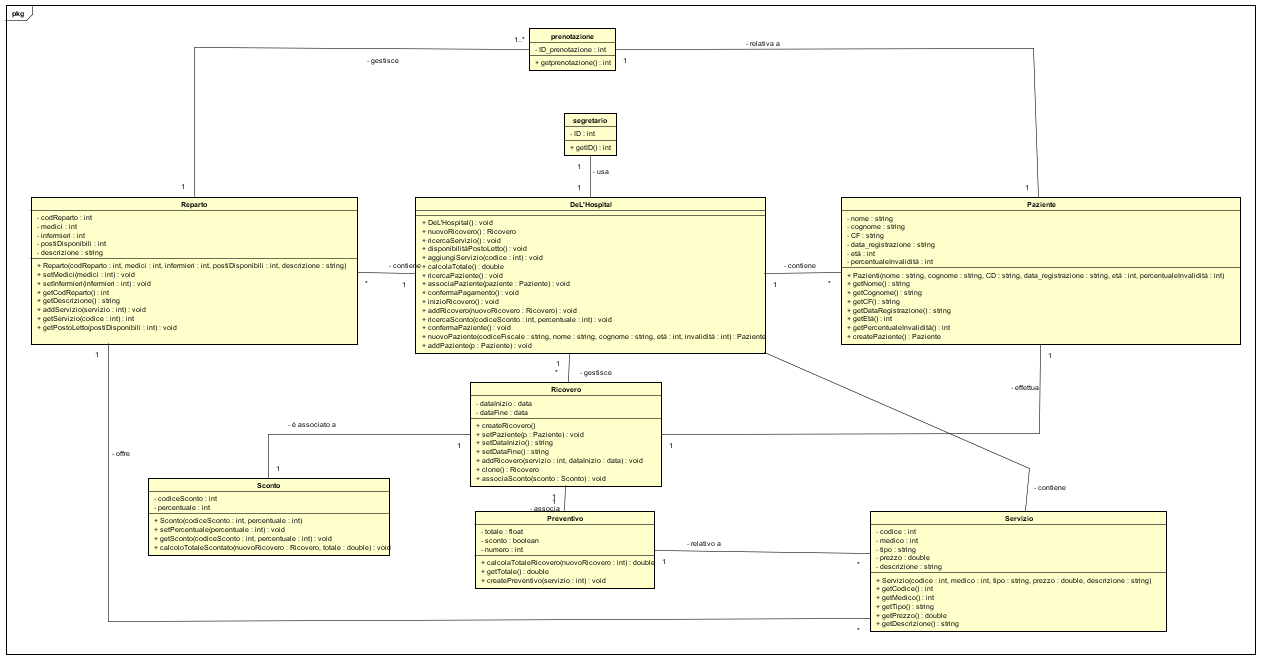 pkg
prenotazione
- ID_prenotazione : int
+ getprenotazione() : int
1..*
- gestisce
1
- relativa a
1
1
segretario
- ID : int
+ getID() : int
1
- usa
1
Reparto
- codReparto : int
- medici : int
- infermieri : int
- postiDisponibili : int
- descrizione : string
+ Reparto(codReparto : int, medici : int, infermieri : int, postiDisponibili : int, descrizione : string)
+ setMedici(medici : int) : void
+ setInfermieri(infermieri : int) : void
+ getCodReparto() : int
+ getDescrizione() : string
+ addServizio(servizio : int) : void
+ getServizio(codice : int) : void
+ getPostoLetto(postiDisponibili : int) : void
- contiene
*
1
DeL'Hospital
+ DeL'Hospital() : void
+ nuovoRicovero() : Ricovero
+ ricercaServizio() : void
+ disponibilitàPostoLetto() : void
+ aggiungiServizio(codice : int) : void
+ calcolaTotale() : double
+ ricercaPaziente() : void
+ associaPaziente(paziente : Paziente) : void
+ confermaPagamento() : void
+ inizioRicovero() : void
+ addRicovero(nuovoRicovero : Ricovero) : void
+ ricercaSconto(codiceSconto : int, percentuale : int) : void
+ confermaPaziente() : void
+ nuovoPaziente(codiceFiscale : string, nome : string, cognome : string, età : int, invalidità : int) : Paziente
+ addPaziente(p : Paziente) : void
- contiene
1
*
Paziente
- nome : string
- cognome : string
- CF : string
- data_registrazione : string
- età : int
- percentualeInvalidità : int
+ Pazienti(nome : string, cognome : string, CD : string, data_registrazione : string, età : int, percentualeInvalidità : int)
+ getNome() : string
+ getCognome() : string
+ getCF() : string
+ getDataRegistrazione() : string
+ getEtà() : int
+ getPercentualeInvalidità() : int
+ createPaziente() : Paziente
1
1
*
- gestisce
1
- effettua
Ricovero
- dataInizio : data
- dataFine : data
+ createRicovero()
+ setPaziente(p : Paziente) : void
+ setDataInizio() : string
+ setDataFine() : string
+ addRicovero(servizio : int, dataInizio : data) : void
+ clone() : Ricovero
+ associaSconto(sconto : Sconto) : void
- é associato a
1
1
1
- offre
Sconto
- codiceSconto : int
- percentuale : int
+ Sconto(codiceSconto : int, percentuale : int)
+ setPercentuale(percentuale : int) : void
+ getSconto(codiceSconto : int, percentuale : int) : void
+ calcoloTotaleScontato(nuovoRicovero : Ricovero, totale : double) : void
- contiene
1
- associa
Preventivo
- totale : float
- sconto : boolean
- numero : int
+ calcolaTotaleRicovero(nuovoRicovero : int) : double
+ getTotale() : double
+ createPreventivo(servizio : int) : void
- relativo a
1
*
Servizio
- codice : int
- medico : int
- tipo : string
- prezzo : double
- descrizione : string
+ Servizio(codice : int, medico : int, tipo : string, prezzo : double, descrizione : string)
+ getCodice() : int
+ getMedico() : int
+ getTipo() : string
+ getPrezzo() : double
+ getDescrizione() : string
*